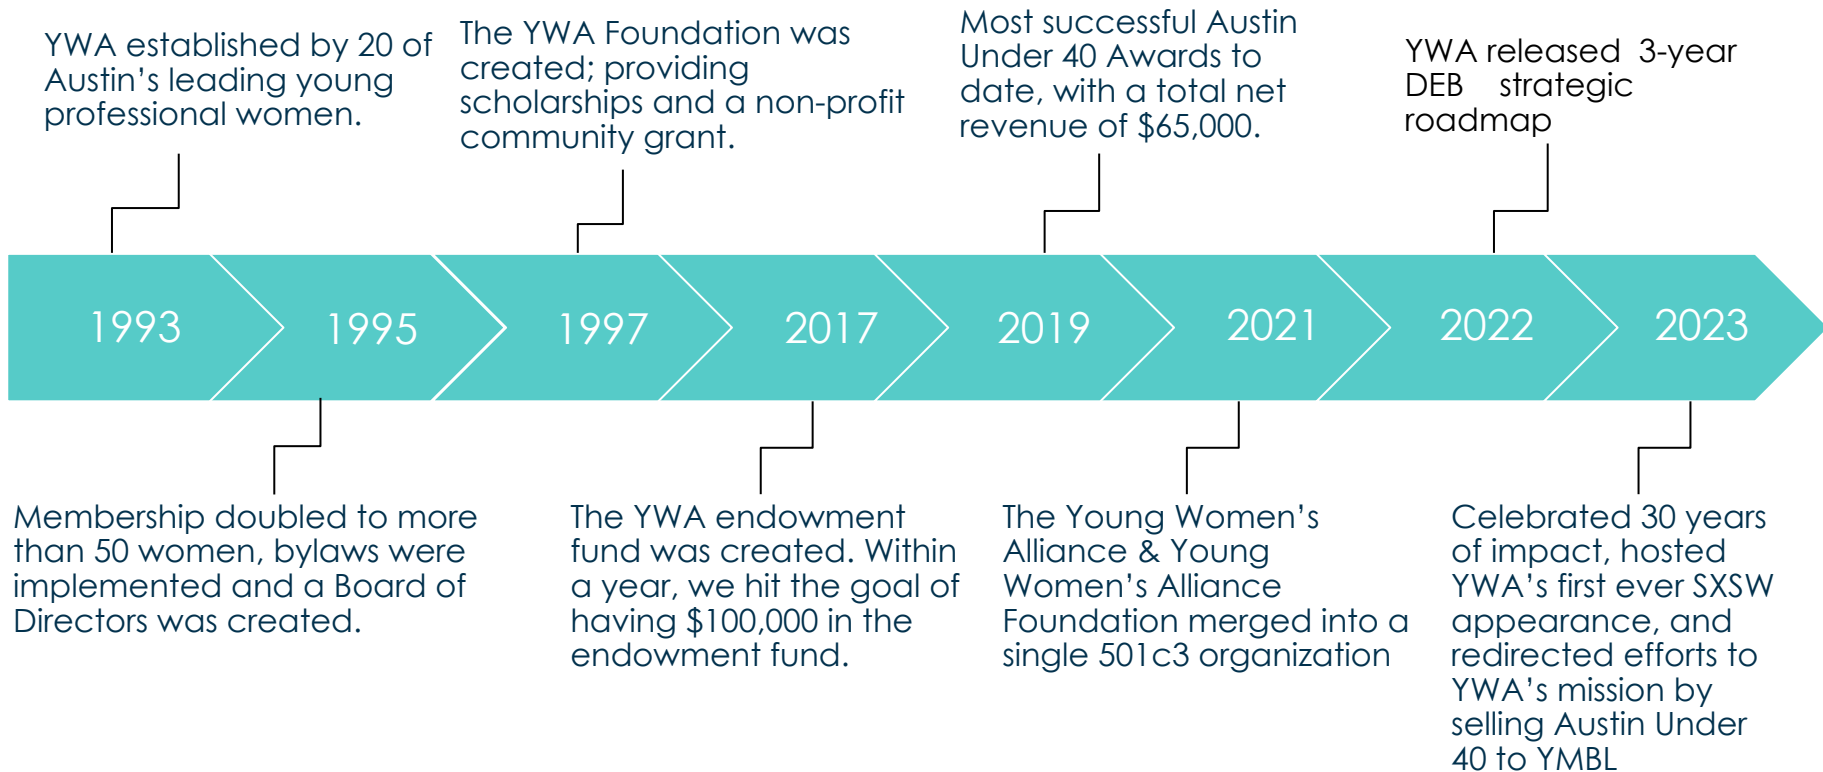 YWA established by 20 of
Austin’s leading young
professional women.
The YWA Foundation was
created; providing
scholarships and a non-profit
community grant.
Most successful Austin
Under 40 Awards to
date, with a total net
revenue of $65,000.
YWA released 3-year
DEB strategic
roadmap
1993
1995
1997
2017
2019
2021
2022
2023
Membership doubled to more
than 50 women, bylaws were
implemented and a Board of
Directors was created.
The YWA endowment
fund was created. Within
a year, we hit the goal of
having $100,000 in the
endowment fund.
The Young Women’s
Alliance & Young
Women’s Alliance
Foundation merged into a
single 501c3 organization
Celebrated 30 years
of impact, hosted
YWA’s first ever SXSW
appearance, and
redirected efforts to
YWA’s mission by
selling Austin Under
40 to YMBL